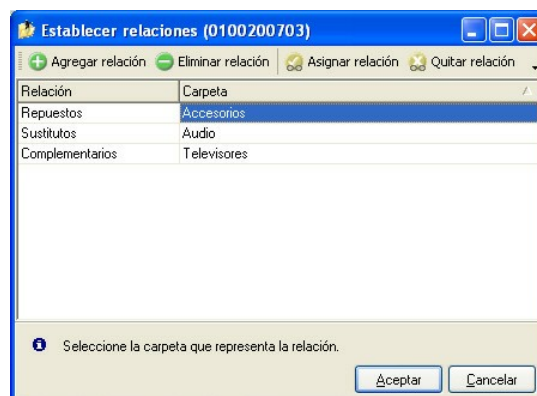 Establecer relaciones (0100200703)
Agregar relación Eliminar relación Asignar relación Quitar relación
Relación Carpeta
Repuestos Accesorios
Sustitutos Audio
Complementarios Televisores
Seleccione la carpeta que representa la relación.
Aceptar Cancelar